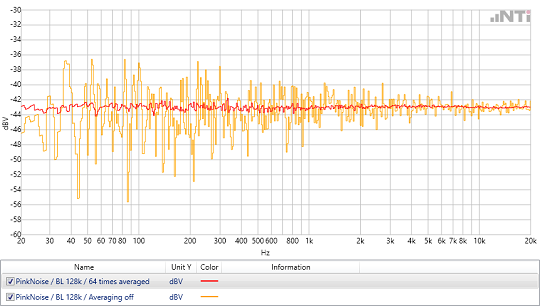 -30
NTi
-32
-34
-36
-38
-40
-42
dBV
-44
-46
-48
-50
-52
-54
-56
-58
-60
20 30 40 50 60 70 80 100 200 300 400 500 600 1k 2k 3k 4k 5k 6k 7k 8k 10k 20k
Hz
Name Unit Y Color Information
PinkNoise / BL 128k / 64 times averaged dBV
PinkNoise / BL 128k / Averaging off dBV